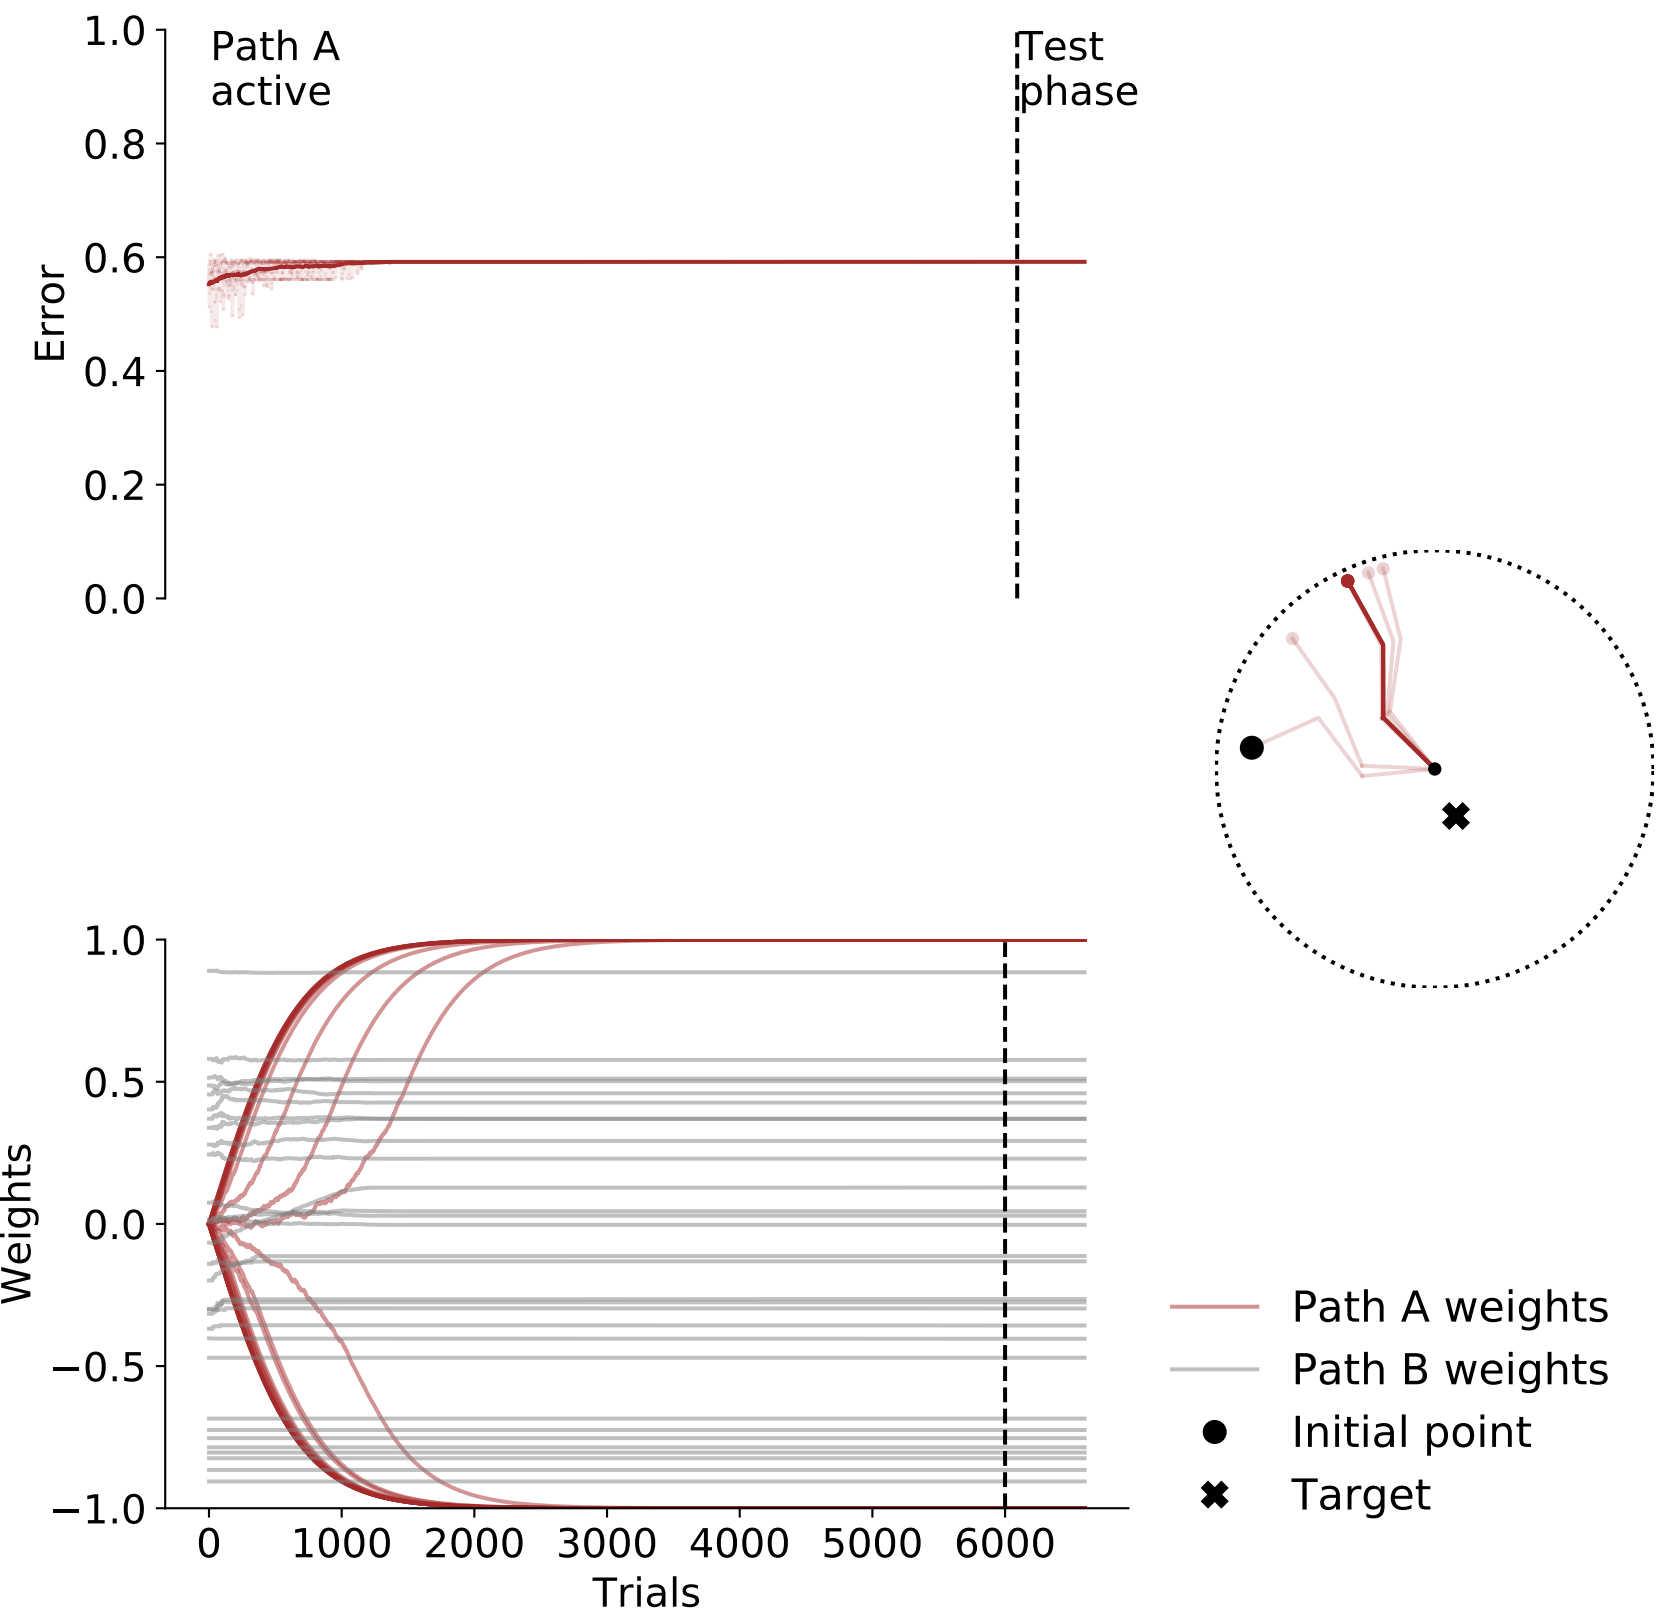 Path A
active
Test
phase
1.0
0.8
0.6
0.4
0.2
0.0
Error
1.0
0.5
0.0
−0.5
−1.0
Weights
0 1000 2000 3000 4000 5000 6000
Trials
Path A weights
Path B weights
Initial point
Target